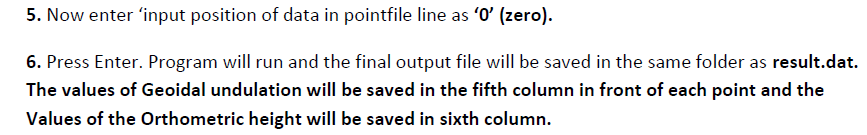 5. Now enter ‘input position of data in pointfile line as ‘0’ (zero).
6. Press Enter. Program will run and the final output file will be saved in the same folder as result.dat.
The values of Geoidal undulation will be saved in the fifth column in front of each point and the
Values of the Orthometric height will be saved in sixth column.